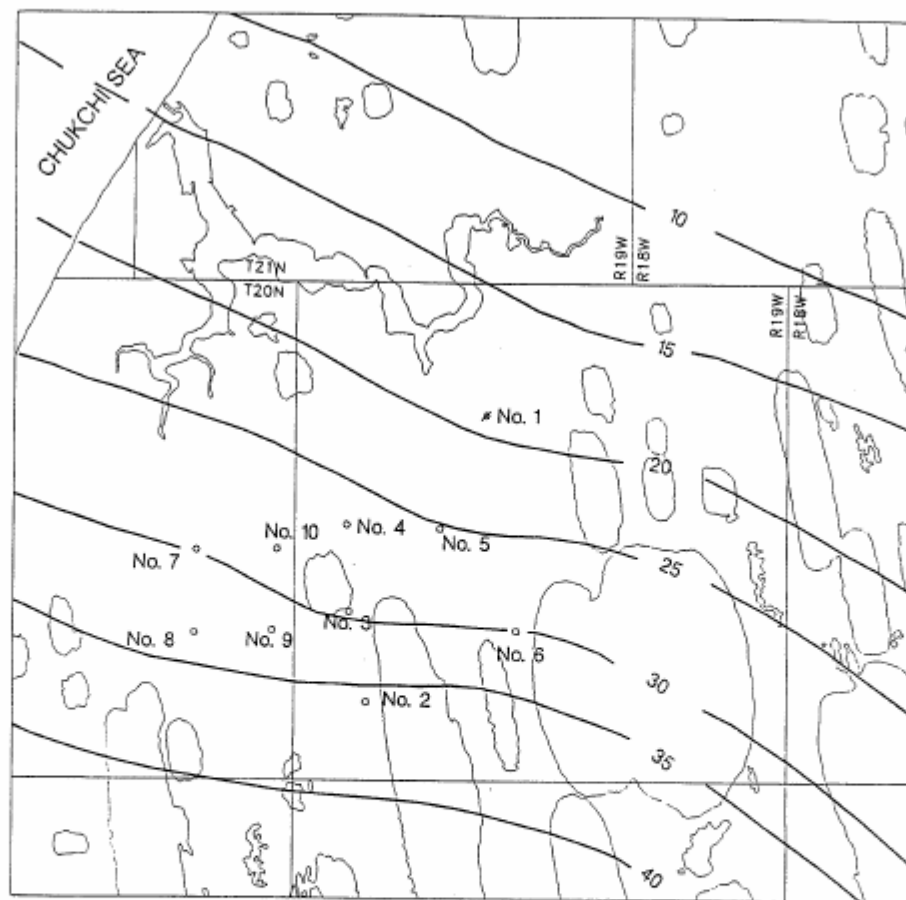 CHUKCHI SEA
10
R19W
R18W
T21N
T20N
R19W
R18W
15
No. 1
20
No. 10
No. 4
No. 5
No. 7
25
No. 3
No. 8
No. 9
No. 6
30
No. 2
35
40